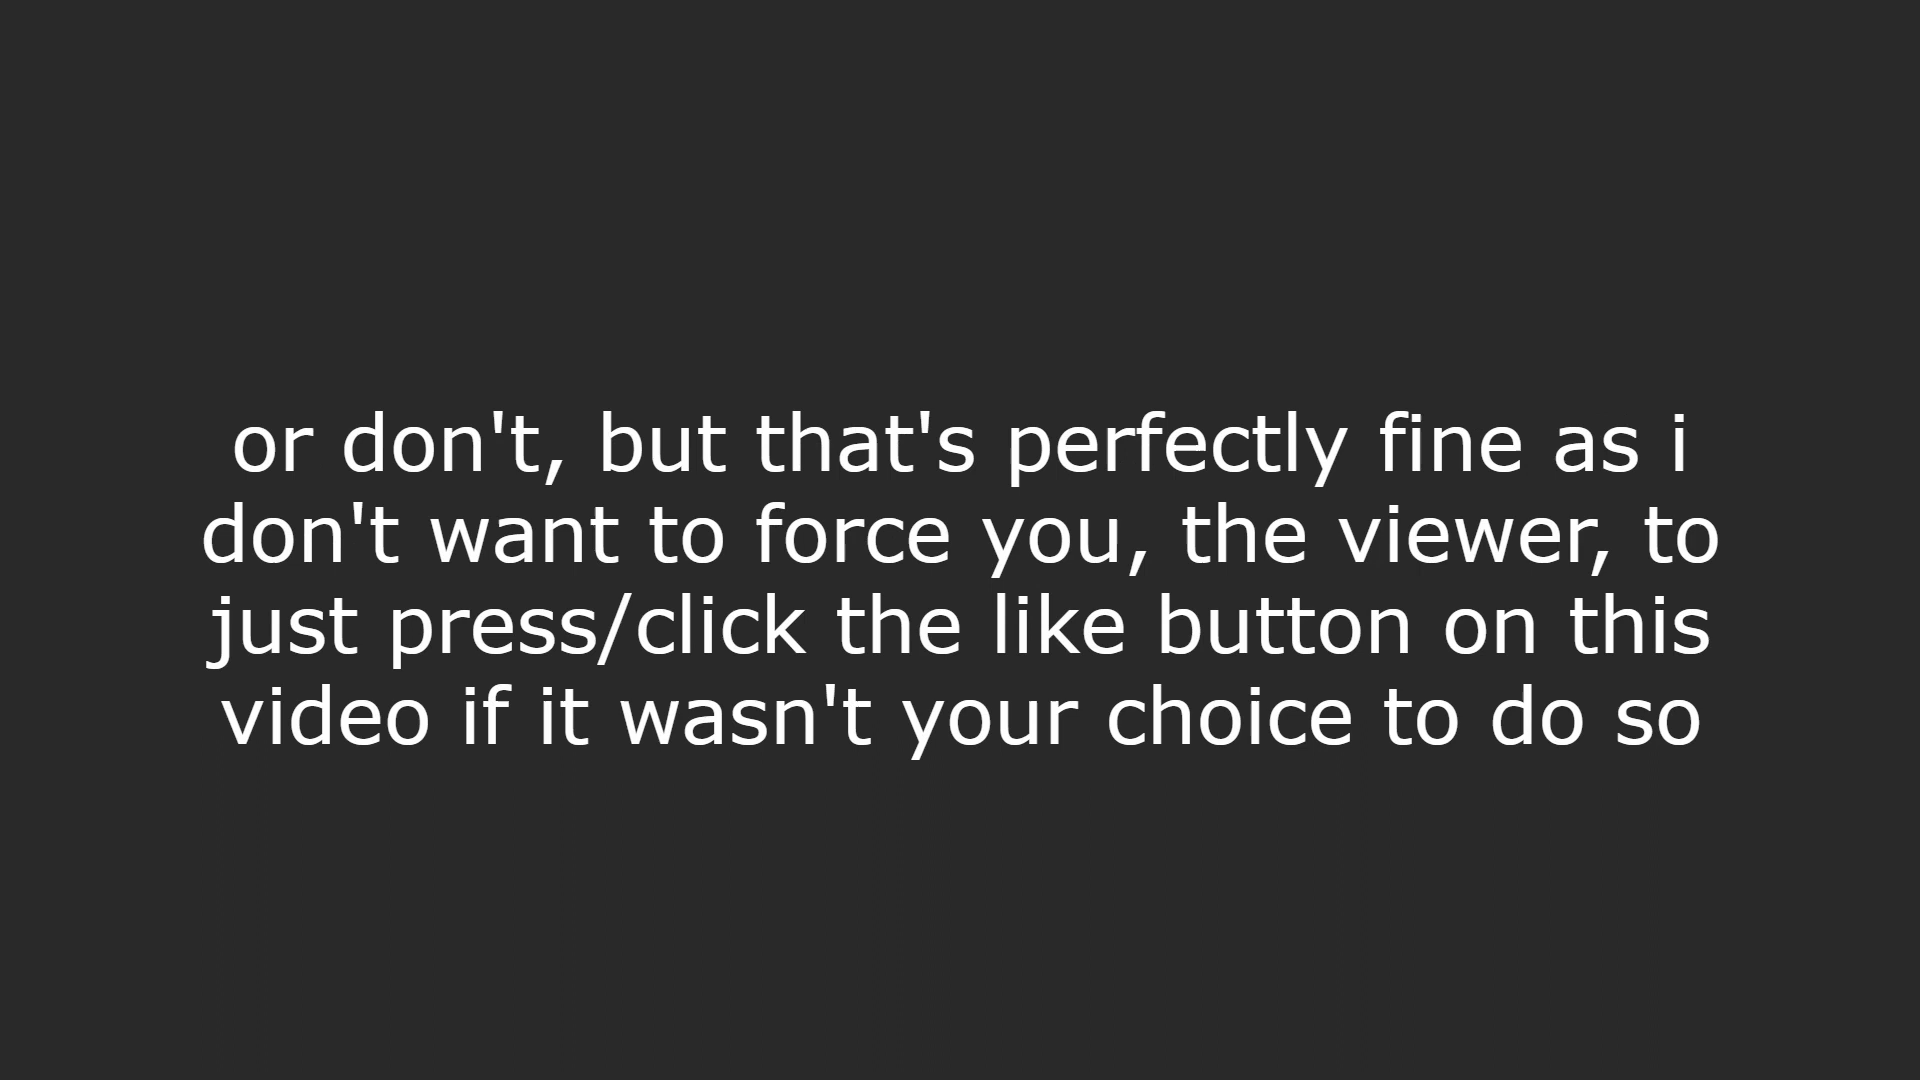 or don't, but that's perfectly fine as i
don't want to force you, the viewer, to
just press/click the like button on this
video if it wasn't your choice to do so